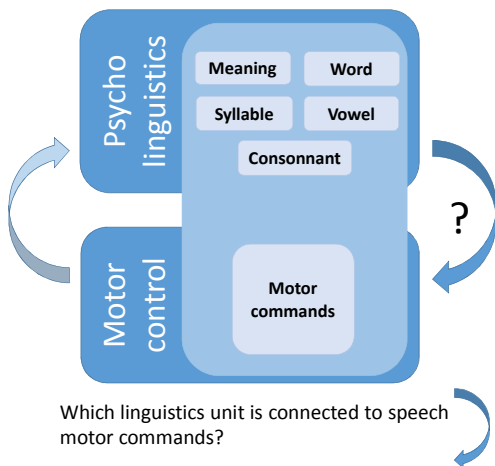 Psycho
linguistics
Meaning
Word
Syllable
Vowel
Consonnant
?
Motor
control
Motor
commands
Which linguistics unit is connected to speech
motor commands?